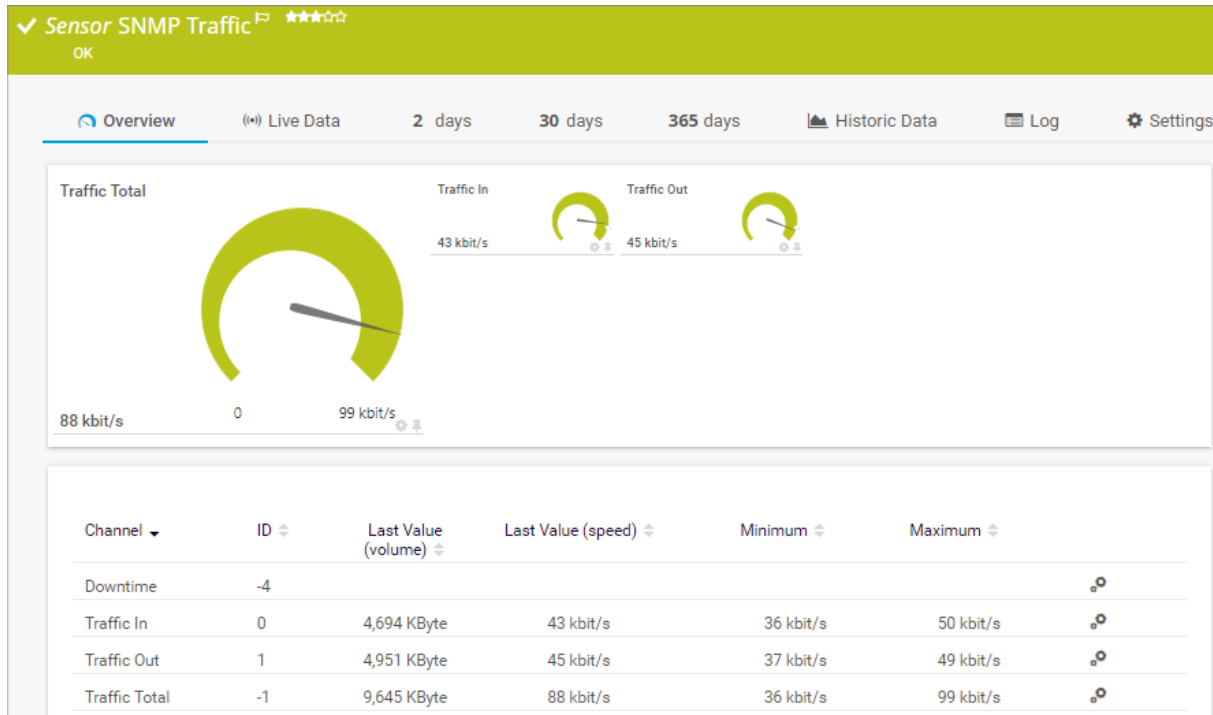 Sensor SNMP Traffic
OK
Overview Live Data 2 days 30 days 365 days Historic Data Log Settings
Traffic Total
Traffic In
Traffic Out
43 kbit/s
45 kbit/s
0
99 kbit/s
88 kbit/s
Channel ID Last Value (volume) Last Value (speed) Minimum Maximum
Downtime -4
Traffic In 0 4,694 KByte 43 kbit/s 36 kbit/s 50 kbit/s
Traffic Out 1 4,951 KByte 45 kbit/s 37 kbit/s 49 kbit/s
Traffic Total -1 9,645 KByte 88 kbit/s 36 kbit/s 99 kbit/s